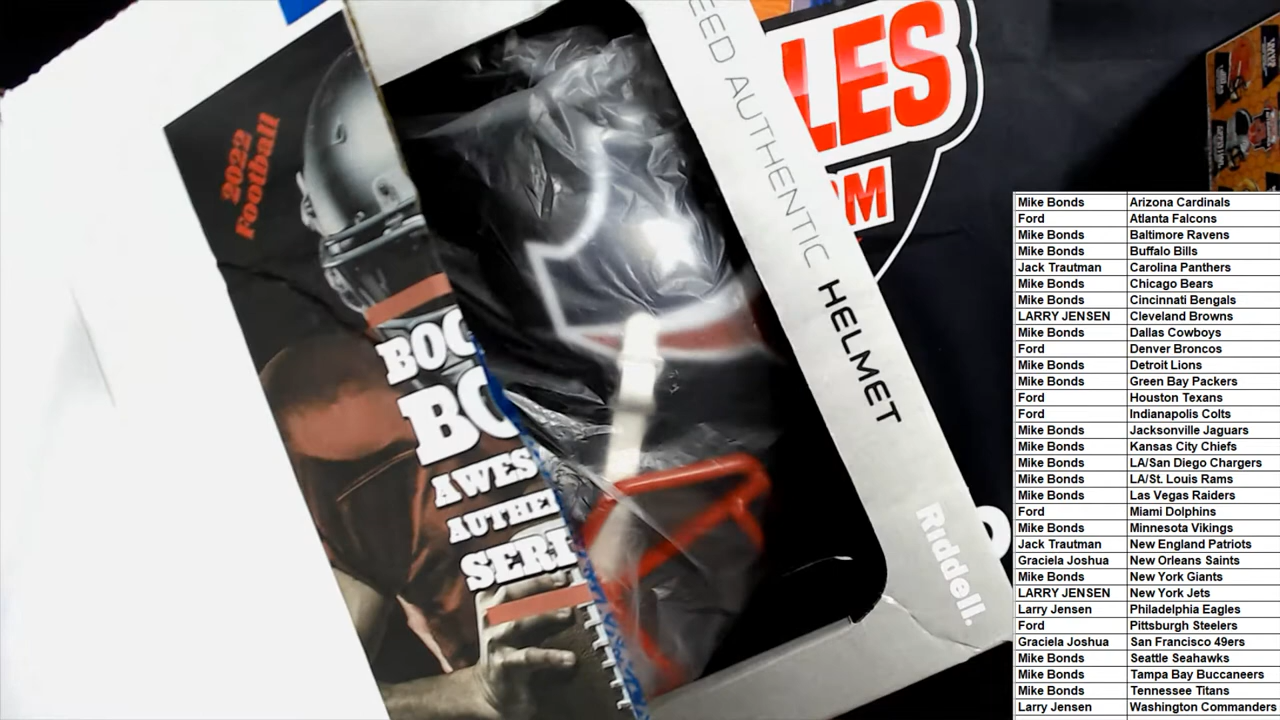 2022
Football
BOO
BO
AWES
AUTHE
SERI
EED AUTHENTIC HELMET
Riddell.
LES
Mike Bonds Arizona Cardinals
Ford Atlanta Falcons
Mike Bonds Baltimore Ravens
Mike Bonds Buffalo Bills
Jack Trautman Carolina Panthers
Mike Bonds Chicago Bears
Mike Bonds Cincinnati Bengals
LARRY JENSEN Cleveland Browns
Mike Bonds Dallas Cowboys
Ford Denver Broncos
Mike Bonds Detroit Lions
Mike Bonds Green Bay Packers
Ford Houston Texans
Ford Indianapolis Colts
Mike Bonds Jacksonville Jaguars
Mike Bonds Kansas City Chiefs
Mike Bonds LA/San Diego Chargers
Mike Bonds LA/St. Louis Rams
Mike Bonds Las Vegas Raiders
Ford Miami Dolphins
Mike Bonds Minnesota Vikings
Jack Trautman New England Patriots
Graciela Joshua New Orleans Saints
Mike Bonds New York Giants
LARRY JENSEN New York Jets
Larry Jensen Philadelphia Eagles
Ford Pittsburgh Steelers
Graciela Joshua San Francisco 49ers
Mike Bonds Seattle Seahawks
Mike Bonds Tampa Bay Buccaneers
Mike Bonds Tennessee Titans
Larry Jensen Washington Commanders